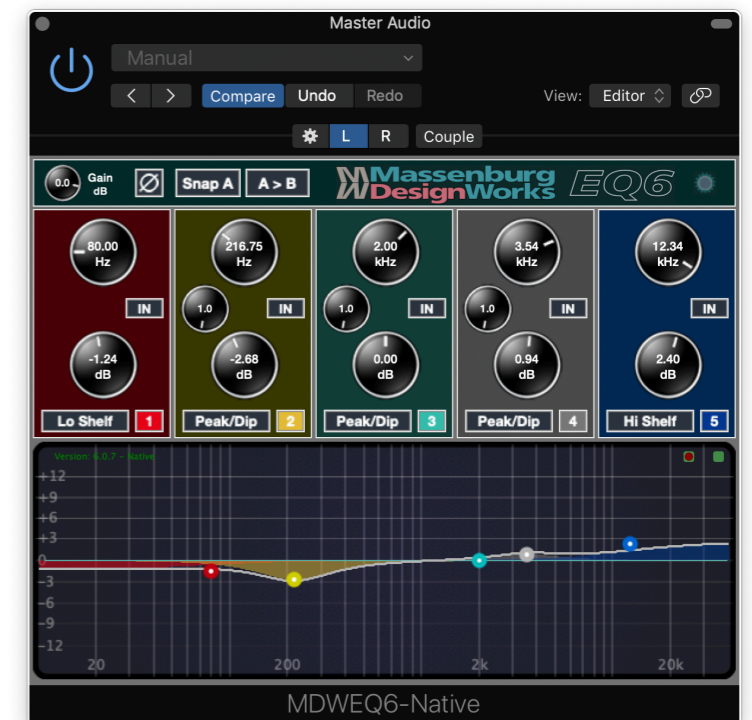 Master Audio
Manual
Compare Undo Redo View: Editor
L R Couple
0.0 Gain dB Snap A A > B Massenburg DesignWorks EQ6
80.00 Hz 216.75 Hz 2.00 kHz 3.54 kHz 12.34 kHz
IN 1.0 IN 1.0 IN 1.0 IN IN
-1.24 dB -2.68 dB 0.00 dB 0.94 dB 2.40 dB
Lo Shelf 1 Peak/Dip 2 Peak/Dip 3 Peak/Dip 4 Hi Shelf 5
Version: 6.0.7 - Native
+12
+9
+6
+3
0
-3
-6
-9
-12
20 200 2k 20k
MDWEQ6-Native